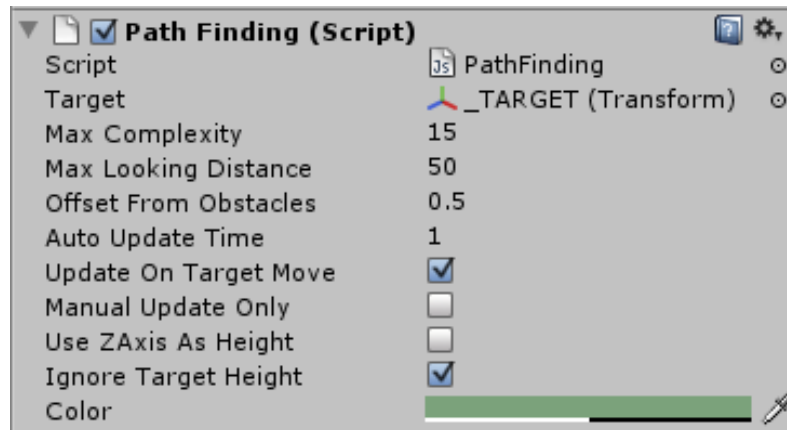 Path Finding (Script)
Script PathFinding
Target _TARGET (Transform)
Max Complexity 15
Max Looking Distance 50
Offset From Obstacles 0.5
Auto Update Time 1
Update On Target Move
Manual Update Only
Use ZAxis As Height
Ignore Target Height
Color